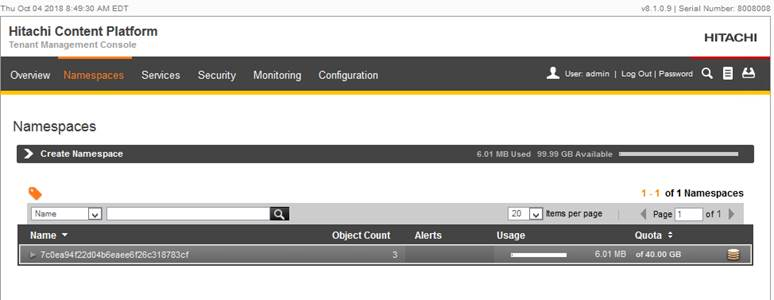 Thu Oct 04 2018 8:49:30 AM EDT
v8.1.0.9 | Serial Number: 8008008
Hitachi Content Platform
Tenant Management Console
HITACHI
Overview Namespaces Services Security Monitoring Configuration
User: admin | Log Out | Password
Namespaces
Create Namespace 6.01 MB Used 99.99 GB Available
1 - 1 of 1 Namespaces
Name 20 Items per page Page 1 of 1
Name Object Count Alerts Usage Quota
7c0ea94f22d04b6eaee6f26c318783cf 3 6.01 MB of 40.00 GB